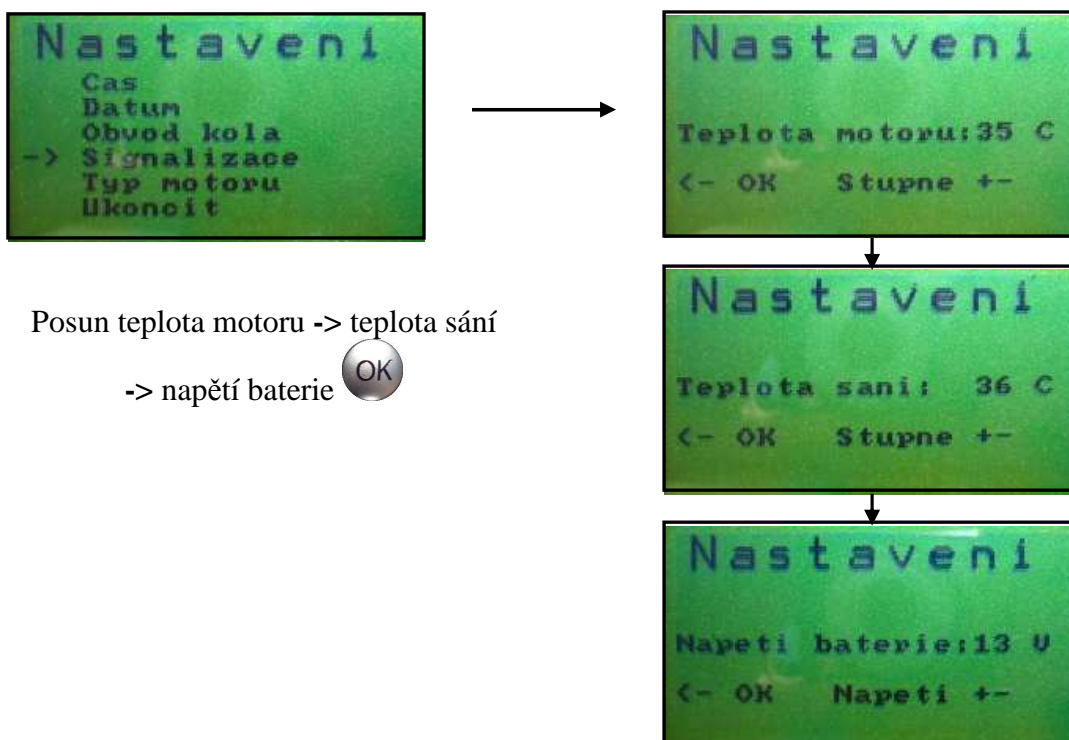 Nastaveni
Cas
Datum
Obvod kola
-> Signalizace
Typ motoru
Ukoncit
Posun teplota motoru -> teplota sání
-> napětí baterie OK
Nastaveni
Teplota motoru:35 C
<- OK Stupne +-
Nastaveni
Teplota sani: 36 C
<- OK Stupne +-
Nastaveni
Napeti baterie:13 V
<- OK Napeti +-